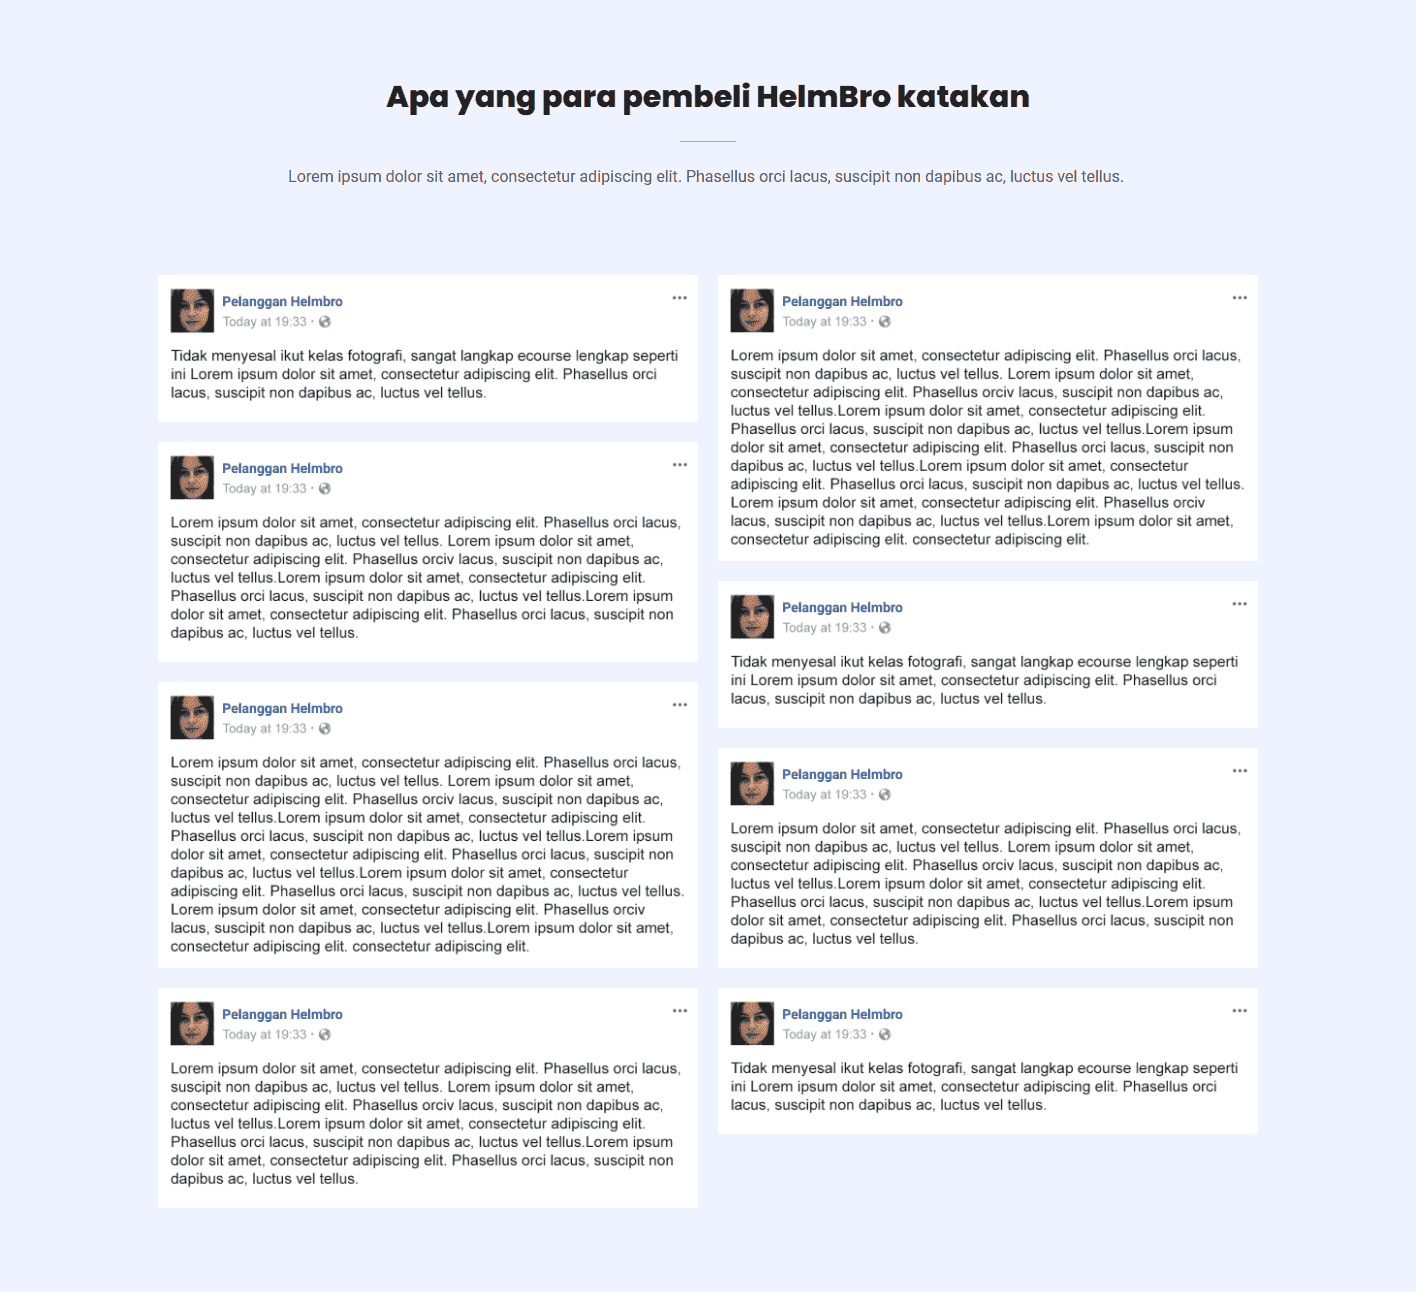 Apa yang para pembeli HelmBro katakan
Lorem ipsum dolor sit amet, consectetur adipiscing elit. Phasellus orci lacus, suscipit non dapibus ac, luctus vel tellus.
Pelanggan Helmbro
Today at 19:33 ·
Tidak menyesal ikut kelas fotografi, sangat langkap ecourse lengkap seperti
ini Lorem ipsum dolor sit amet, consectetur adipiscing elit. Phasellus orci
lacus, suscipit non dapibus ac, luctus vel tellus.
Pelanggan Helmbro
Today at 19:33 ·
Lorem ipsum dolor sit amet, consectetur adipiscing elit. Phasellus orci lacus,
suscipit non dapibus ac, luctus vel tellus. Lorem ipsum dolor sit amet,
consectetur adipiscing elit. Phasellus orciv lacus, suscipit non dapibus ac,
luctus vel tellus.Lorem ipsum dolor sit amet, consectetur adipiscing elit.
Phasellus orci lacus, suscipit non dapibus ac, luctus vel tellus.Lorem ipsum
dolor sit amet, consectetur adipiscing elit. Phasellus orci lacus, suscipit non
dapibus ac, luctus vel tellus.
Pelanggan Helmbro
Today at 19:33 ·
Lorem ipsum dolor sit amet, consectetur adipiscing elit. Phasellus orci lacus,
suscipit non dapibus ac, luctus vel tellus. Lorem ipsum dolor sit amet,
consectetur adipiscing elit. Phasellus orciv lacus, suscipit non dapibus ac,
luctus vel tellus.Lorem ipsum dolor sit amet, consectetur adipiscing elit.
Phasellus orci lacus, suscipit non dapibus ac, luctus vel tellus.Lorem ipsum
dolor sit amet, consectetur adipiscing elit. Phasellus orci lacus, suscipit non
dapibus ac, luctus vel tellus.Lorem ipsum dolor sit amet, consectetur
adipiscing elit. Phasellus orci lacus, suscipit non dapibus ac, luctus vel tellus.
Lorem ipsum dolor sit amet, consectetur adipiscing elit. Phasellus orciv
lacus, suscipit non dapibus ac, luctus vel tellus.Lorem ipsum dolor sit amet,
consectetur adipiscing elit. consectetur adipiscing elit.
Pelanggan Helmbro
Today at 19:33 ·
Lorem ipsum dolor sit amet, consectetur adipiscing elit. Phasellus orci lacus,
suscipit non dapibus ac, luctus vel tellus. Lorem ipsum dolor sit amet,
consectetur adipiscing elit. Phasellus orciv lacus, suscipit non dapibus ac,
luctus vel tellus.Lorem ipsum dolor sit amet, consectetur adipiscing elit.
Phasellus orci lacus, suscipit non dapibus ac, luctus vel tellus.Lorem ipsum
dolor sit amet, consectetur adipiscing elit. Phasellus orci lacus, suscipit non
dapibus ac, luctus vel tellus.
Pelanggan Helmbro
Today at 19:33 ·
Lorem ipsum dolor sit amet, consectetur adipiscing elit. Phasellus orci lacus,
suscipit non dapibus ac, luctus vel tellus. Lorem ipsum dolor sit amet,
consectetur adipiscing elit. Phasellus orciv lacus, suscipit non dapibus ac,
luctus vel tellus.Lorem ipsum dolor sit amet, consectetur adipiscing elit.
Phasellus orci lacus, suscipit non dapibus ac, luctus vel tellus.Lorem ipsum
dolor sit amet, consectetur adipiscing elit. Phasellus orci lacus, suscipit non
dapibus ac, luctus vel tellus.Lorem ipsum dolor sit amet, consectetur
adipiscing elit. Phasellus orci lacus, suscipit non dapibus ac, luctus vel tellus.
Lorem ipsum dolor sit amet, consectetur adipiscing elit. Phasellus orciv
lacus, suscipit non dapibus ac, luctus vel tellus.Lorem ipsum dolor sit amet,
consectetur adipiscing elit. consectetur adipiscing elit.
Pelanggan Helmbro
Today at 19:33 ·
Tidak menyesal ikut kelas fotografi, sangat langkap ecourse lengkap seperti
ini Lorem ipsum dolor sit amet, consectetur adipiscing elit. Phasellus orci
lacus, suscipit non dapibus ac, luctus vel tellus.
Pelanggan Helmbro
Today at 19:33 ·
Lorem ipsum dolor sit amet, consectetur adipiscing elit. Phasellus orci lacus,
suscipit non dapibus ac, luctus vel tellus. Lorem ipsum dolor sit amet,
consectetur adipiscing elit. Phasellus orciv lacus, suscipit non dapibus ac,
luctus vel tellus.Lorem ipsum dolor sit amet, consectetur adipiscing elit.
Phasellus orci lacus, suscipit non dapibus ac, luctus vel tellus.Lorem ipsum
dolor sit amet, consectetur adipiscing elit. Phasellus orci lacus, suscipit non
dapibus ac, luctus vel tellus.
Pelanggan Helmbro
Today at 19:33 ·
Tidak menyesal ikut kelas fotografi, sangat langkap ecourse lengkap seperti
ini Lorem ipsum dolor sit amet, consectetur adipiscing elit. Phasellus orci
lacus, suscipit non dapibus ac, luctus vel tellus.